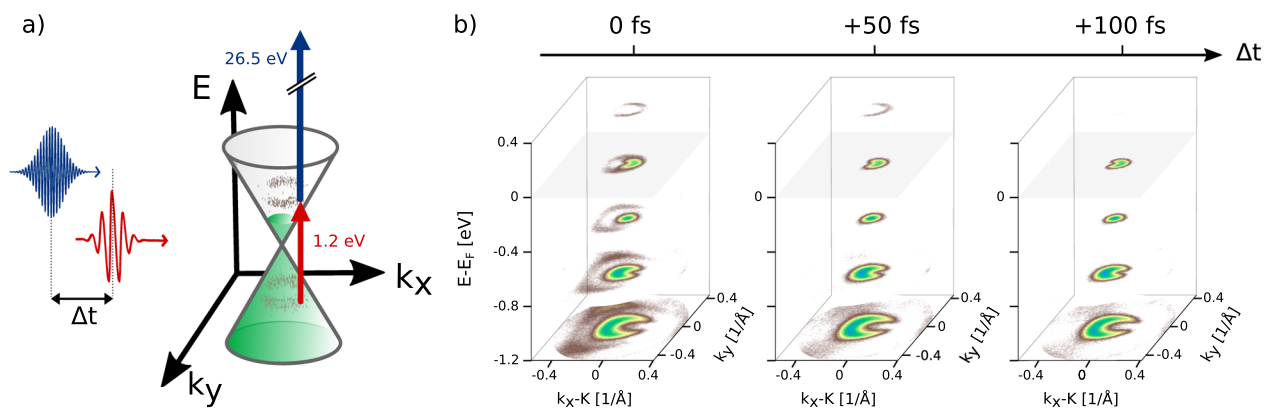 a)
26.5 eV
E
1.2 eV
kx
ky
Δt
b)
0 fs
+50 fs
+100 fs
Δt
E-EF [eV]
0.4
0
-0.4
-0.8
-1.2
-0.4
0
0.4
kx-K [1/Å]
0.4
0
-0.4
ky [1/Å]
0
-0.4
0
0.4
kx-K [1/Å]
0.4
0
-0.4
ky [1/Å]
0
-0.4
0
0.4
kx-K [1/Å]
0.4
0
-0.4
ky [1/Å]